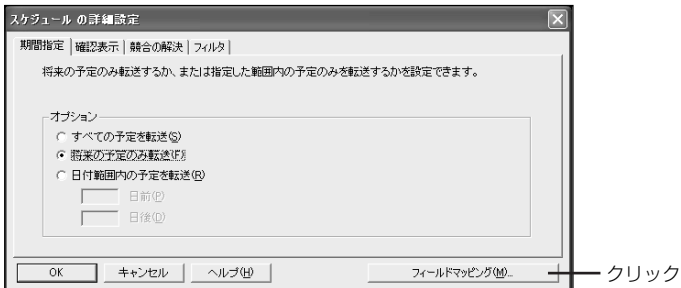 スケジュール の詳細設定
期間指定 確認表示 競合の解決 フィルタ
将来の予定のみ転送するか、または指定した範囲内の予定のみを転送するかを設定できます。
オプション
すべての予定を転送(S)
将来の予定のみ転送(F)
日付範囲内の予定を転送(R)
日前(P)
日後(D)
OK キャンセル ヘルプ(H) フィールドマッピング(M)... クリック